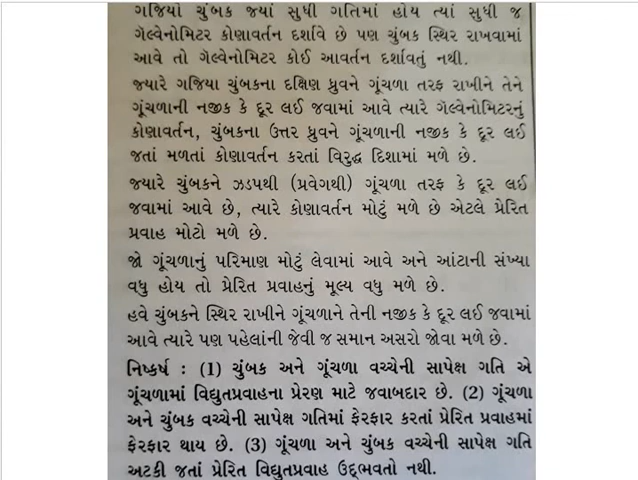 ગજિયો ચુંબક જ્યાં સુધી ગતિમાં હોય ત્યાં સુધી જ
ગૅલ્વેનોમિટર કોણાવર્તન દર્શાવે છે પણ ચુંબક સ્થિર રાખવામાં
આવે તો ગૅલ્વેનોમિટર કોઈ આવર્તન દર્શાવતું નથી.
જ્યારે ગજિયા ચુંબકના દક્ષિણ ધ્રુવને ગૂંચળા તરફ રાખીને તેને
ગૂંચળાની નજીક કે દૂર લઈ જવામાં આવે ત્યારે ગૅલ્વેનોમિટરનું
કોણાવર્તન, ચુંબકના ઉત્તર ધ્રુવને ગૂંચળાની નજીક કે દૂર લઈ
જતાં મળતાં કોણાવર્તન કરતાં વિરુદ્ધ દિશામાં મળે છે.
જ્યારે ચુંબકને ઝડપથી (પ્રવેગથી) ગૂંચળા તરફ કે દૂર લઈ
જવામાં આવે છે, ત્યારે કોણાવર્તન મોટું મળે છે એટલે પ્રેરિત
પ્રવાહ મોટો મળે છે.
જો ગૂંચળાનું પરિમાણ મોટું લેવામાં આવે અને આંટાની સંખ્યા
વધુ હોય તો પ્રેરિત પ્રવાહનું મૂલ્ય વધુ મળે છે.
હવે ચુંબકને સ્થિર રાખીને ગૂંચળાને તેની નજીક કે દૂર લઈ જવામાં
આવે ત્યારે પણ પહેલાંની જેવી જ સમાન અસરો જોવા મળે છે.
નિષ્કર્ષ : (1) ચુંબક અને ગૂંચળા વચ્ચેની સાપેક્ષ ગતિ એ
ગૂંચળામાં વિદ્યુતપ્રવાહના પ્રેરણ માટે જવાબદાર છે. (2) ગૂંચળા
અને ચુંબક વચ્ચેની સાપેક્ષ ગતિમાં ફેરફાર કરતાં પ્રેરિત પ્રવાહમાં
ફેરફાર થાય છે. (3) ગૂંચળા અને ચુંબક વચ્ચેની સાપેક્ષ ગતિ
અટકી જતાં પ્રેરિત વિદ્યુતપ્રવાહ ઉદ્‌ભવતો નથી.